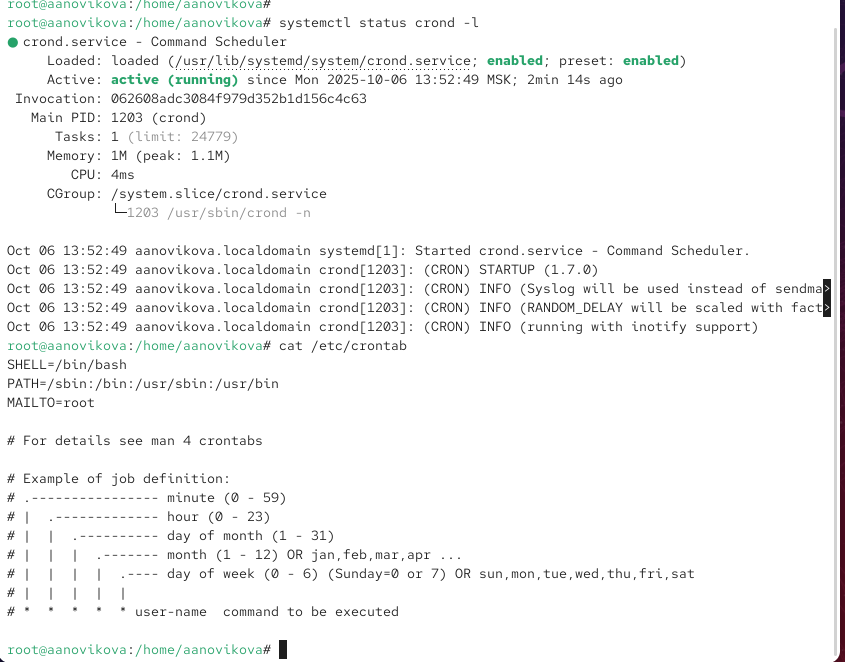 root@aanovikova:/home/aanovikova#
root@aanovikova:/home/aanovikova# systemctl status crond -l
● crond.service - Command Scheduler
     Loaded: loaded (/usr/lib/systemd/system/crond.service; enabled; preset: enabled)
     Active: active (running) since Mon 2025-10-06 13:52:49 MSK; 2min 14s ago
 Invocation: 062608adc3084f979d352b1d156c4c63
   Main PID: 1203 (crond)
      Tasks: 1 (limit: 24779)
     Memory: 1M (peak: 1.1M)
        CPU: 4ms
     CGroup: /system.slice/crond.service
             └─1203 /usr/sbin/crond -n

Oct 06 13:52:49 aanovikova.localdomain systemd[1]: Started crond.service - Command Scheduler.
Oct 06 13:52:49 aanovikova.localdomain crond[1203]: (CRON) STARTUP (1.7.0)
Oct 06 13:52:49 aanovikova.localdomain crond[1203]: (CRON) INFO (Syslog will be used instead of sendma>
Oct 06 13:52:49 aanovikova.localdomain crond[1203]: (CRON) INFO (RANDOM_DELAY will be scaled with fact>
Oct 06 13:52:49 aanovikova.localdomain crond[1203]: (CRON) INFO (running with inotify support)
root@aanovikova:/home/aanovikova# cat /etc/crontab
SHELL=/bin/bash
PATH=/sbin:/bin:/usr/sbin:/usr/bin
MAILTO=root

# For details see man 4 crontabs

# Example of job definition:
# .---------------- minute (0 - 59)
# |  .------------- hour (0 - 23)
# |  |  .---------- day of month (1 - 31)
# |  |  |  .------- month (1 - 12) OR jan,feb,mar,apr ...
# |  |  |  |  .---- day of week (0 - 6) (Sunday=0 or 7) OR sun,mon,tue,wed,thu,fri,sat
# |  |  |  |  |
# *  *  *  *  * user-name  command to be executed

root@aanovikova:/home/aanovikova#